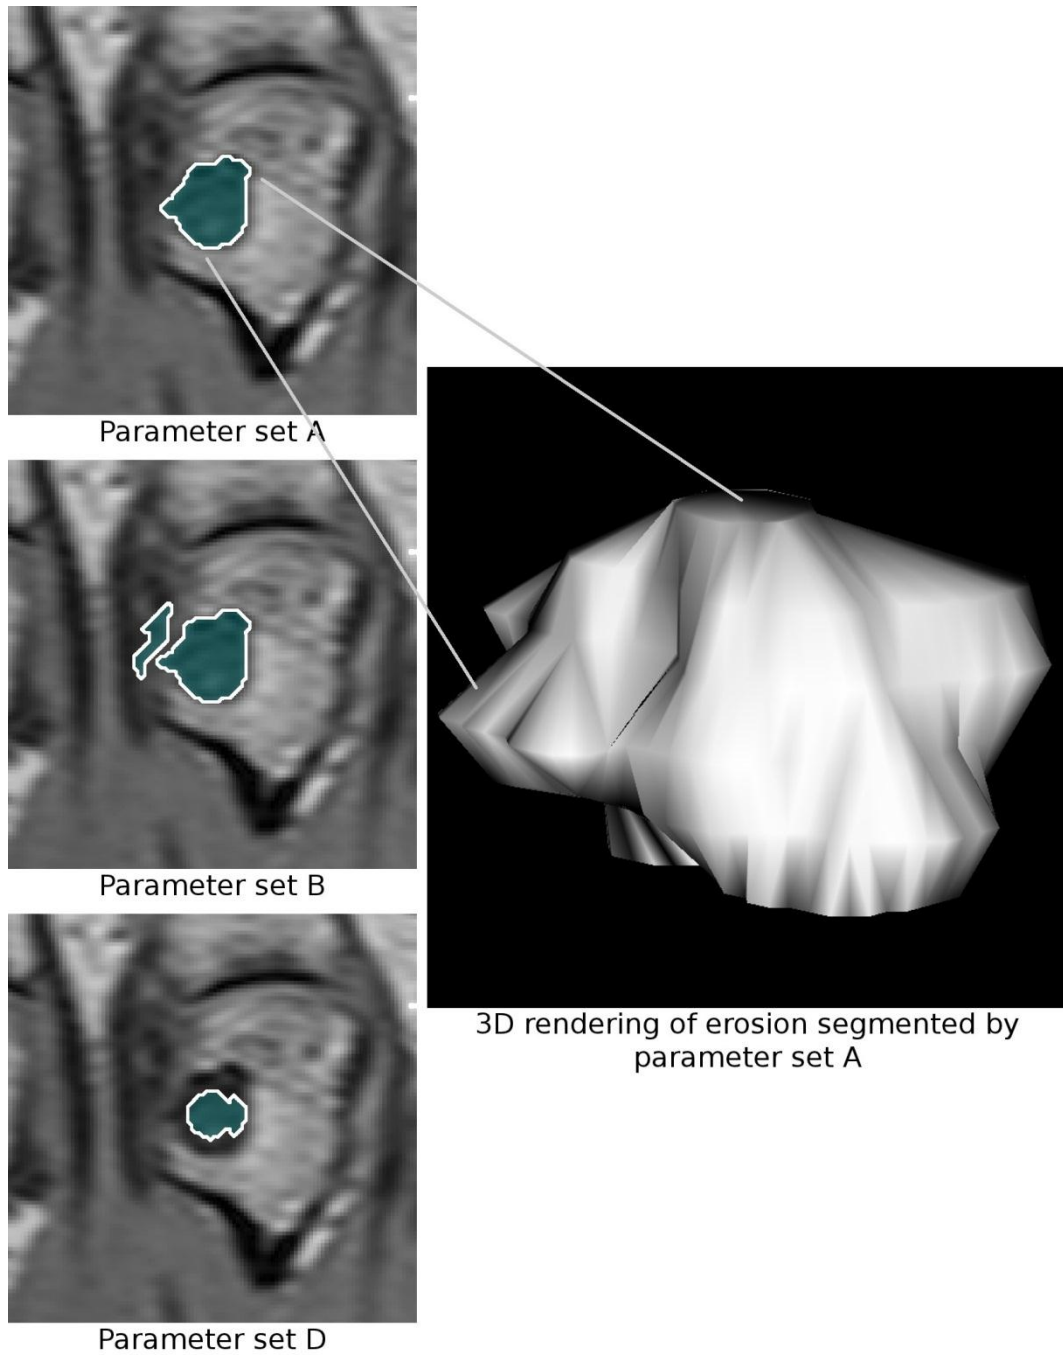 Parameter set A
Parameter set B
3D rendering of erosion segmented by
parameter set A
Parameter set D